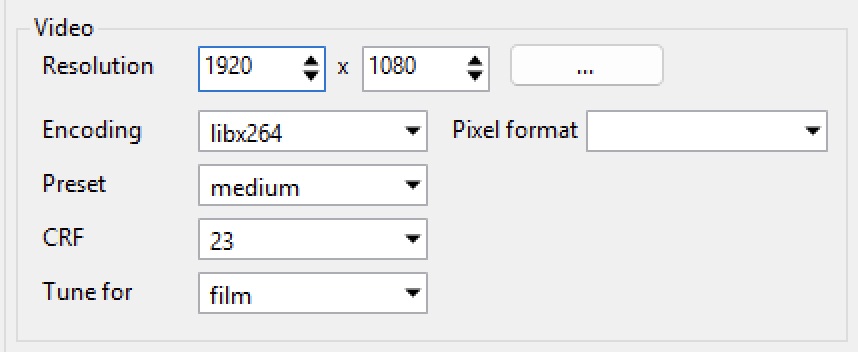 Video
Resolution 1920 x 1080 ...
Encoding libx264 Pixel format
Preset medium
CRF 23
Tune for film